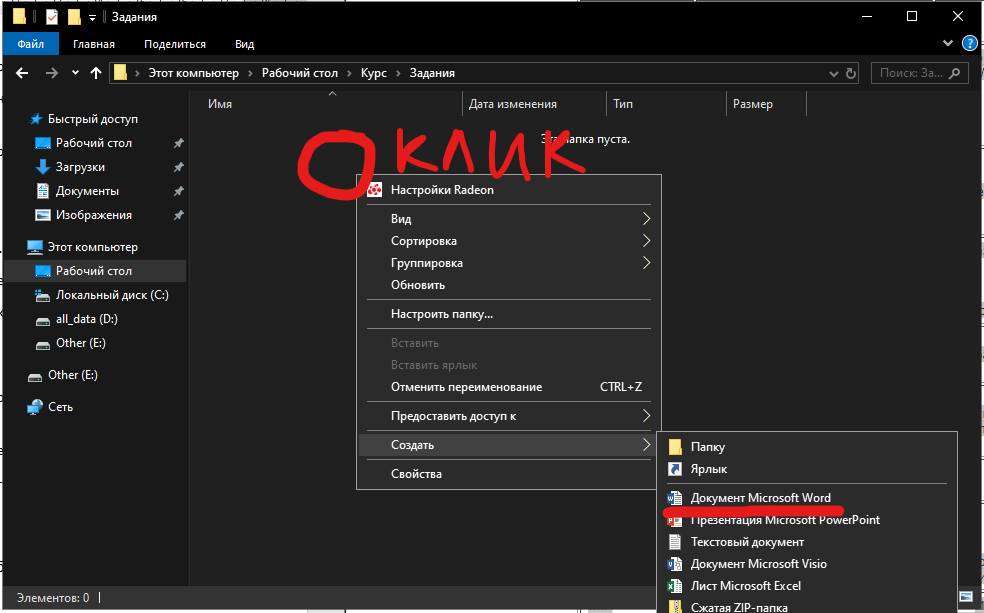 Задания
Файл Главная Поделиться Вид
Этот компьютер Рабочий стол Курс Задания Поиск: За...
Имя Дата изменения Тип Размер
Быстрый доступ
Рабочий стол
Загрузки
Документы
Изображения
Этот компьютер
Рабочий стол
Локальный диск (C:)
all_data (D:)
Other (E:)
Other (E:)
Сеть
Эта папка пуста.
КЛИК
Настройки Radeon
Вид
Сортировка
Группировка
Обновить
Настроить папку...
Вставить
Вставить ярлык
Отменить переименование CTRL+Z
Предоставить доступ к
Создать
Свойства
Папку
Ярлык
Документ Microsoft Word
Презентация Microsoft PowerPoint
Текстовый документ
Документ Microsoft Visio
Лист Microsoft Excel
Сжатая ZIP-папка
Элементов: 0